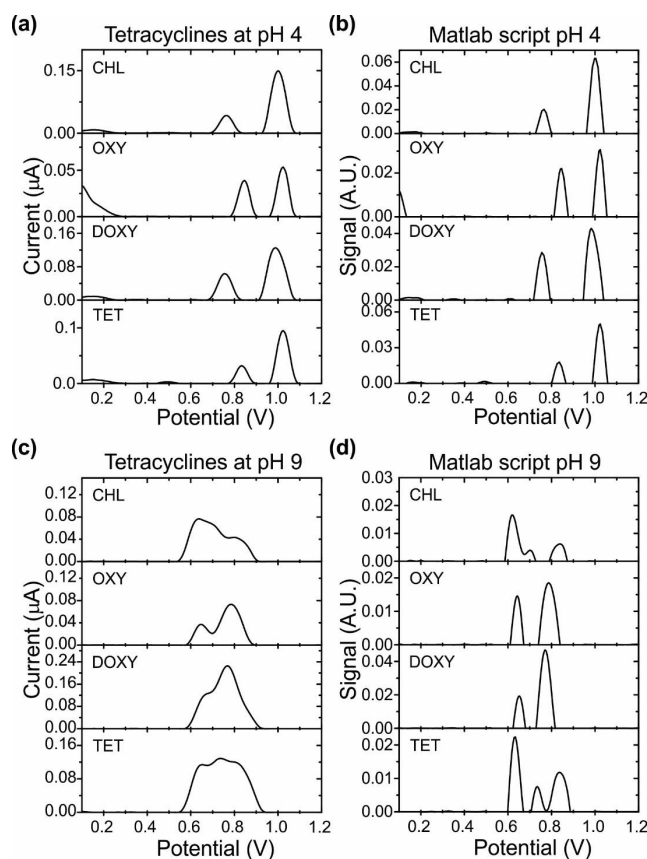 (a) Tetracyclines at pH 4
CHL
0.15
0.00
OXY
0.05
0.00
DOXY
0.16
0.08
0.00
TET
0.1
0.0
0.2 0.4 0.6 0.8 1.0 1.2
Potential (V)
Current (µA)
(b) Matlab script pH 4
CHL
0.06
0.04
0.02
0.00
OXY
0.04
0.02
0.00
DOXY
0.04
0.02
0.00
TET
0.06
0.03
0.00
0.2 0.4 0.6 0.8 1.0 1.2
Potential (V)
Signal (A.U.)
(c) Tetracyclines at pH 9
CHL
0.12
0.08
0.04
0.00
OXY
0.12
0.08
0.04
0.00
DOXY
0.24
0.16
0.08
0.00
TET
0.16
0.08
0.00
0.2 0.4 0.6 0.8 1.0 1.2
Potential (V)
Current (µA)
(d) Matlab script pH 9
CHL
0.03
0.02
0.01
0.00
OXY
0.02
0.01
0.00
DOXY
0.04
0.02
0.00
TET
0.02
0.01
0.00
0.2 0.4 0.6 0.8 1.0 1.2
Potential (V)
Signal (A.U.)